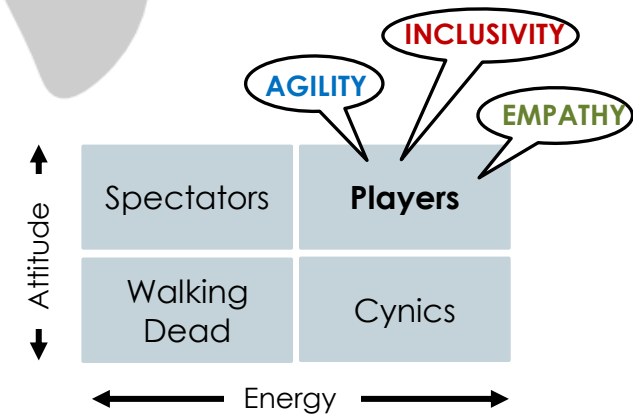 INCLUSIVITY
AGILITY
EMPATHY
Spectators
Players
Walking
Dead
Cynics
Attitude
Energy